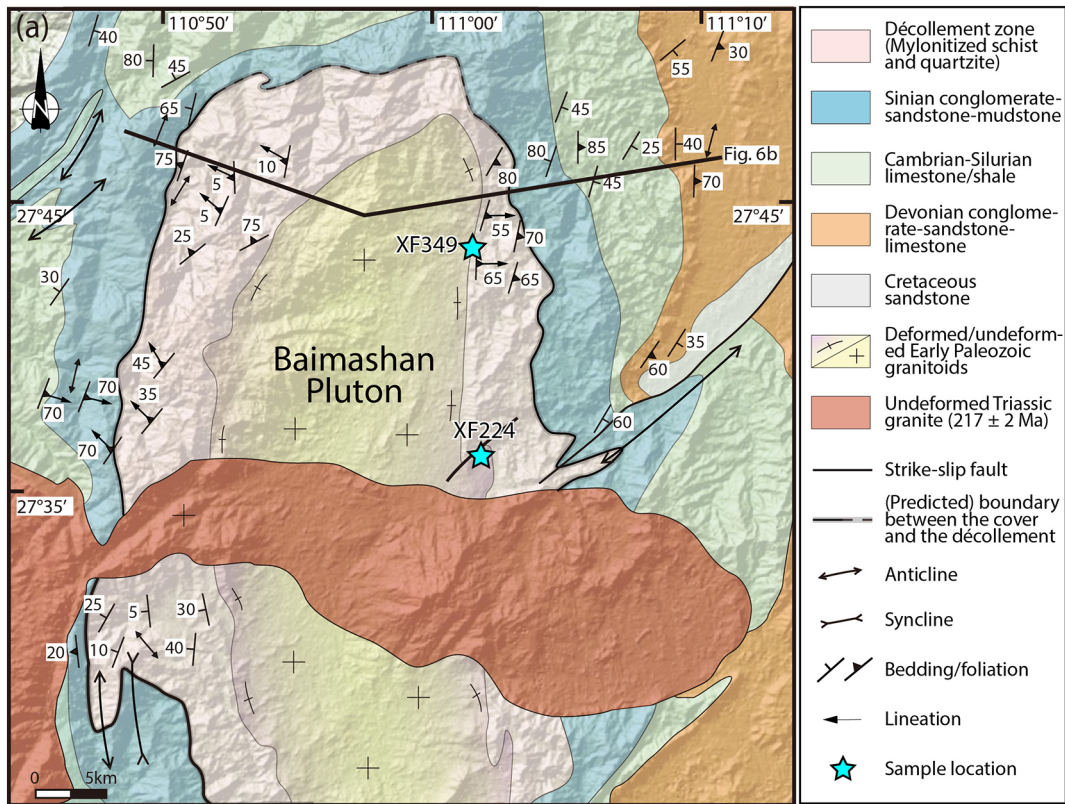 (a)
110°50′
111°00′
111°10′
40
80
45
30
55
65
45
75
10
80
85
25
40
Fig. 6b
5
80
45
70
27°45′
27°45′
5
55
25
75
XF349
70
65
65
30
35
45
60
Baimashan
Pluton
70
35
70
60
XF224
70
27°35′
25
5
30
20
10
40
0
5km
Décollement zone
(Mylonitized schist
and quartzite)
Sinian conglomerate-
sandstone-mudstone
Cambrian-Silurian
limestone/shale
Devonian conglome-
rate-sandstone-
limestone
Cretaceous
sandstone
Deformed/undeform-
ed Early Paleozoic
granitoids
Undeformed Triassic
granite (217 ± 2 Ma)
Strike-slip fault
(Predicted) boundary
between the cover
and the décollement
Anticline
Syncline
Bedding/foliation
Lineation
Sample location